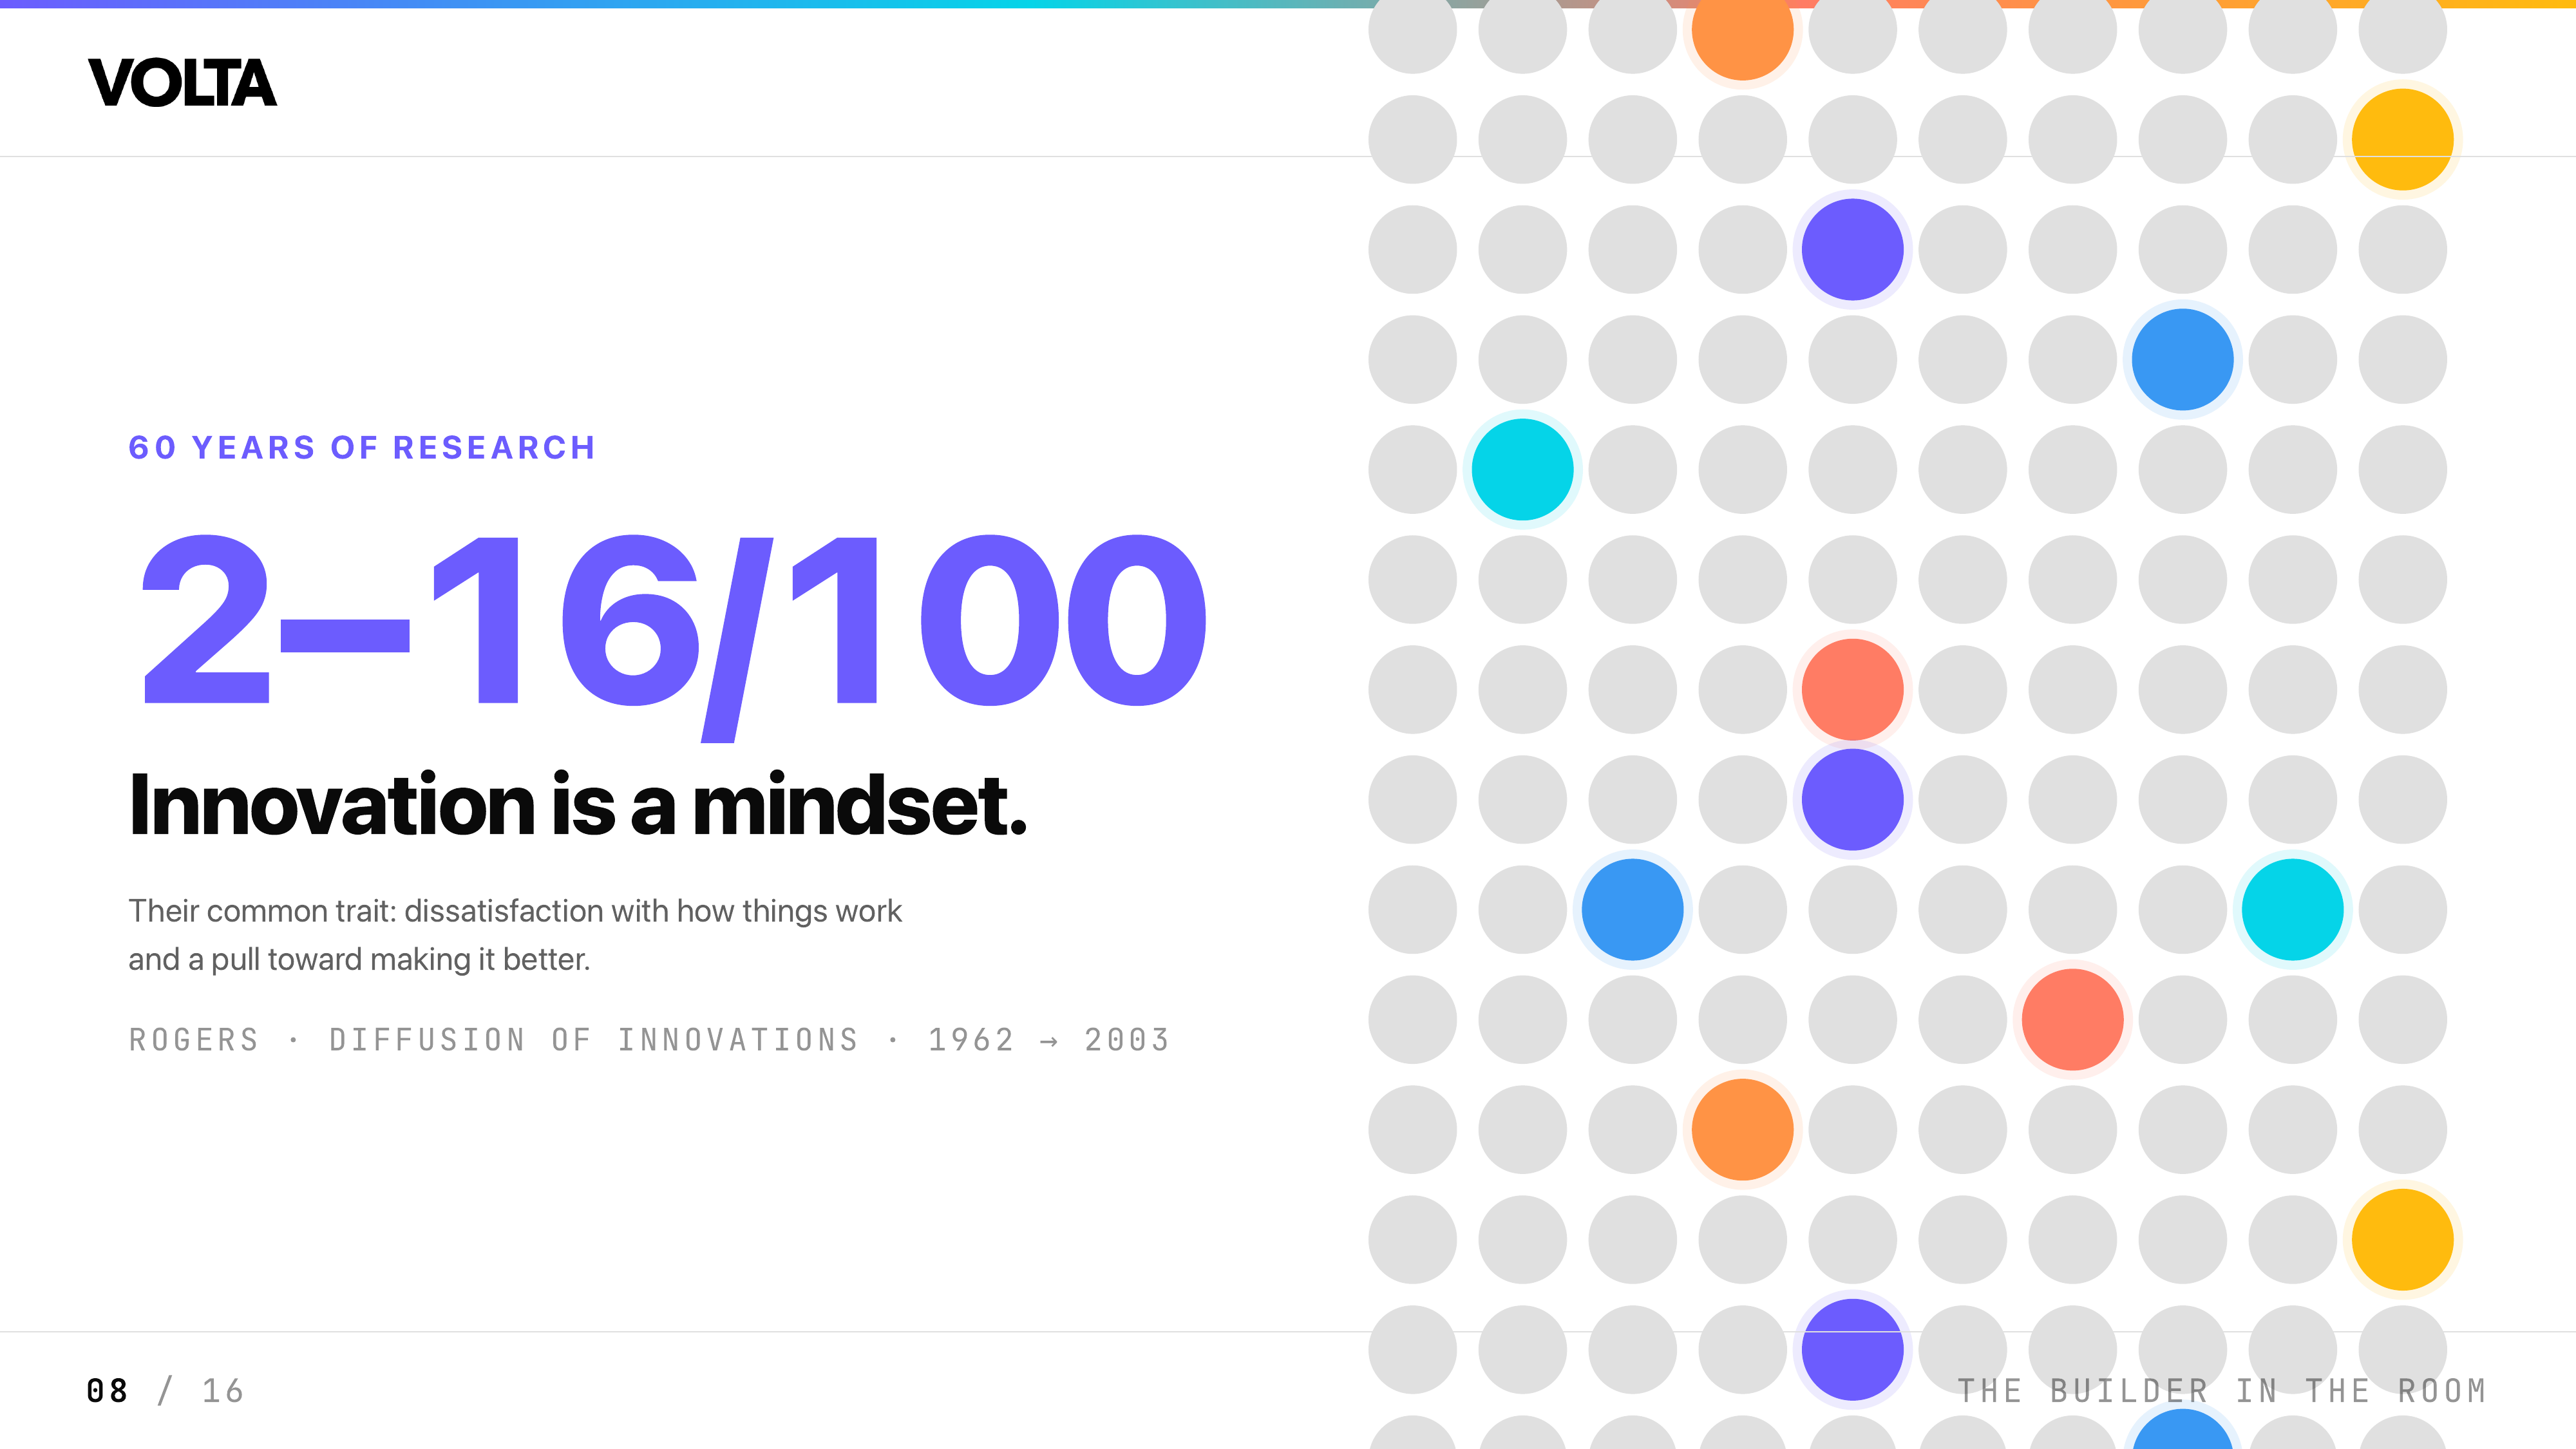 VOLTA
60 YEARS OF RESEARCH
2–16/100
Innovation is a mindset.
Their common trait: dissatisfaction with how things work
and a pull toward making it better.
ROGERS · DIFFUSION OF INNOVATIONS · 1962 → 2003
08 / 16
THE BUILDER IN THE ROOM